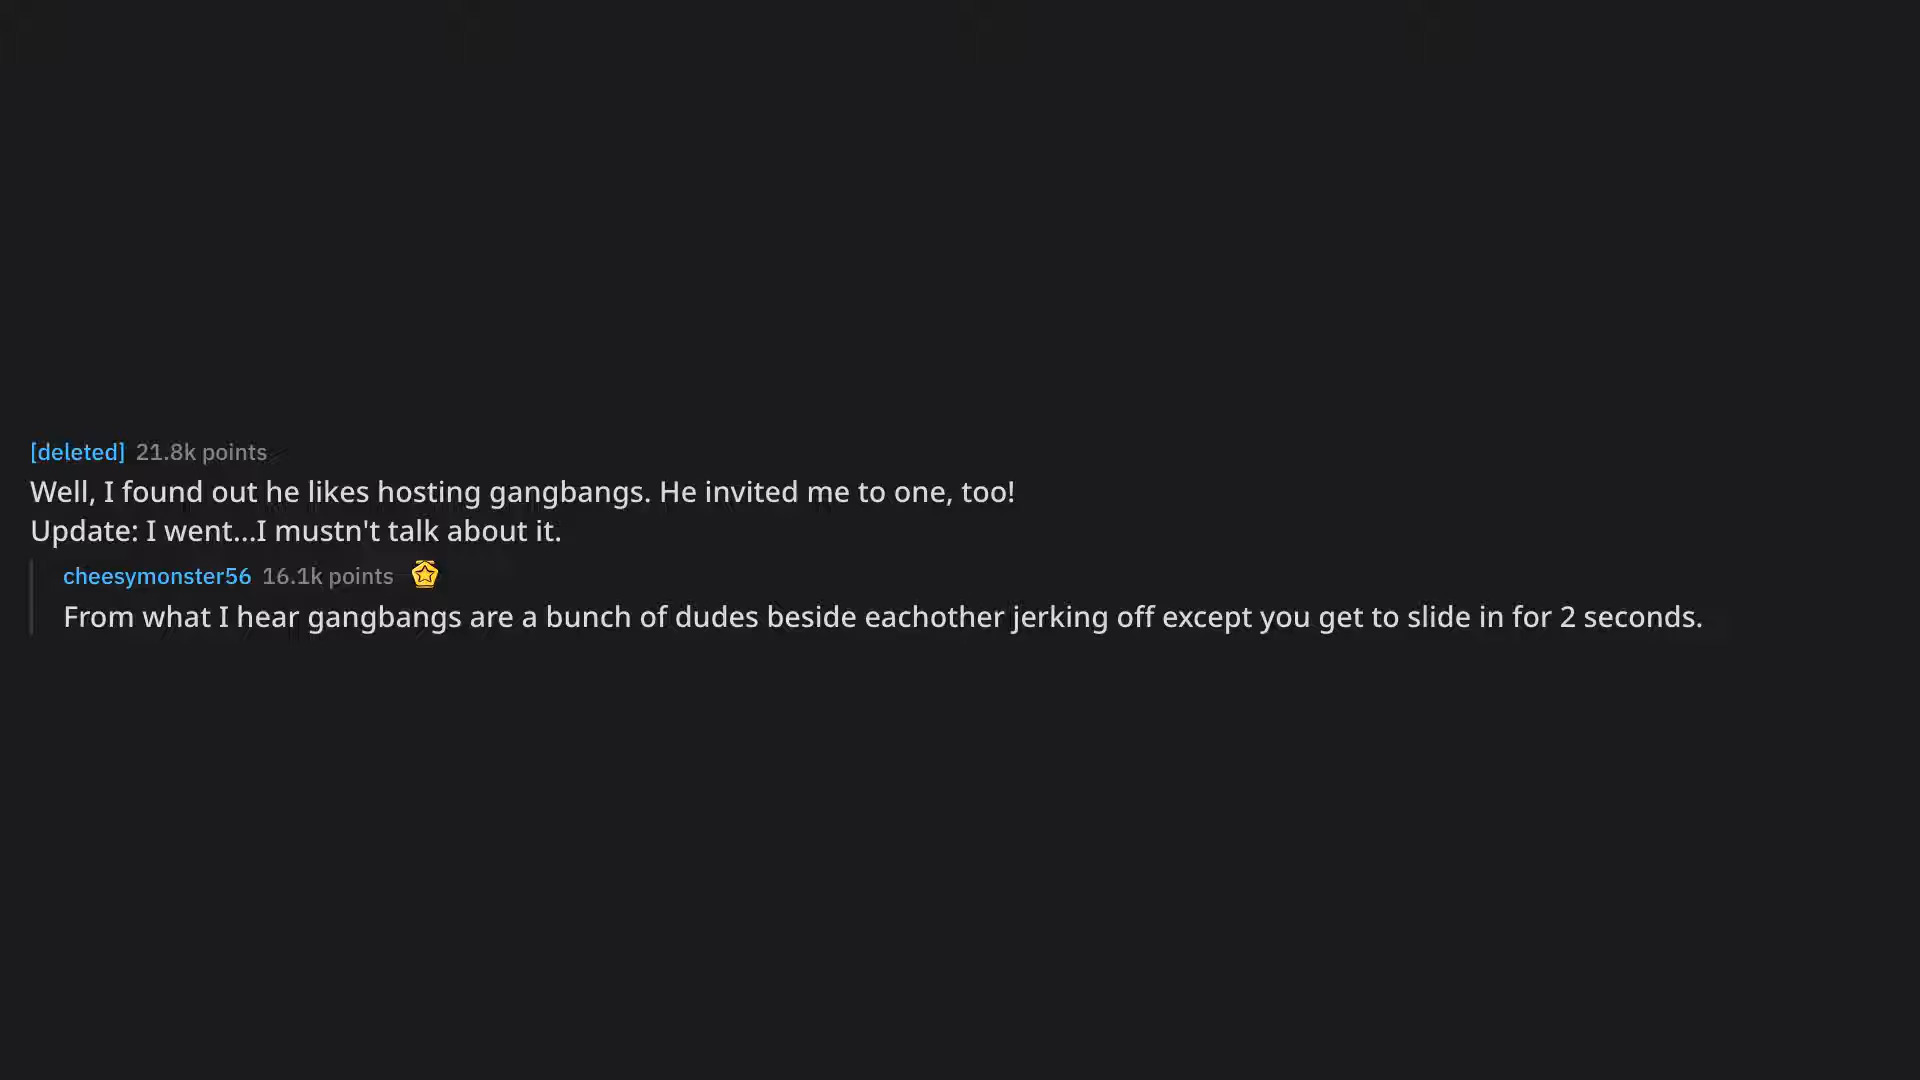 [deleted] 21.8k points
Well, I found out he likes hosting gangbangs. He invited me to one, too!
Update: I went...I mustn't talk about it.
cheesymonster56 16.1k points
From what I hear gangbangs are a bunch of dudes beside eachother jerking off except you get to slide in for 2 seconds.